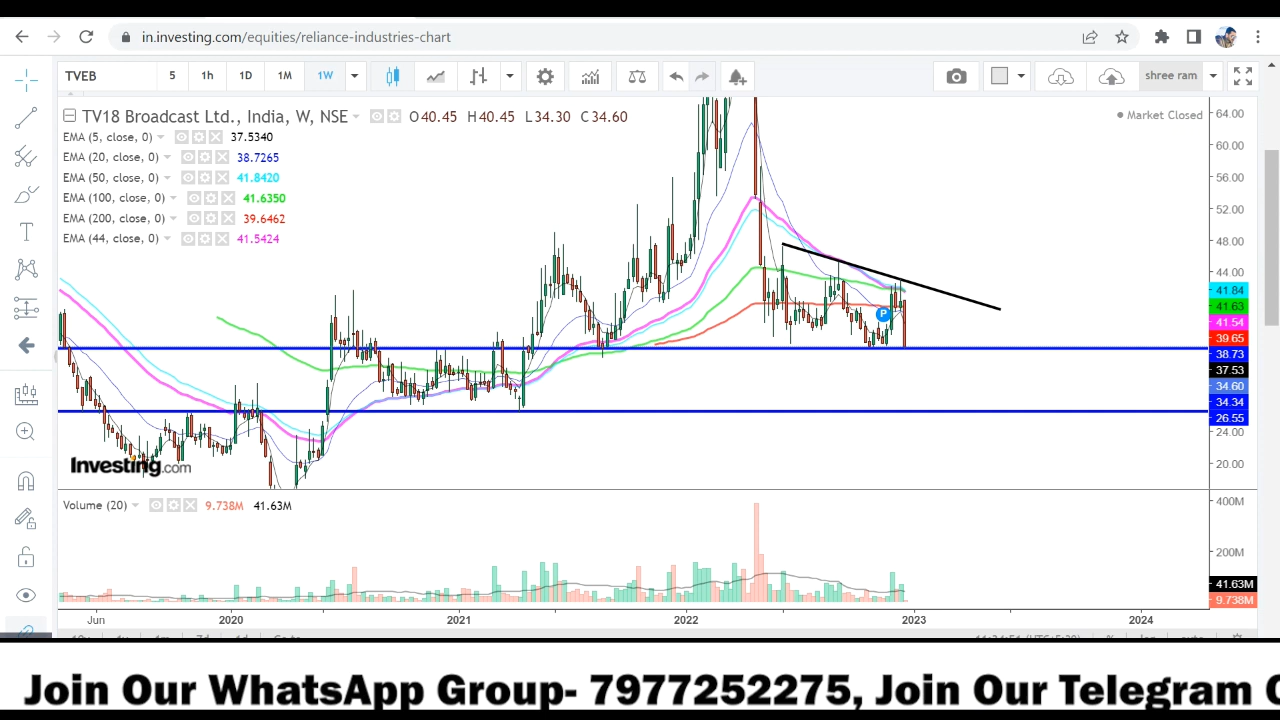 in.investing.com/equities/reliance-industries-chart
TVEB 5 1h 1D 1M 1W shree ram
TV18 Broadcast Ltd., India, W, NSE O40.45 H40.45 L34.30 C34.60
Market Closed
EMA (5, close, 0) 37.5340
EMA (20, close, 0) 38.7265
EMA (50, close, 0) 41.8420
EMA (100, close, 0) 41.6350
EMA (200, close, 0) 39.6462
EMA (44, close, 0) 41.5424
64.00
60.00
56.00
52.00
48.00
44.00
41.84
41.63
41.54
39.65
38.73
37.53
34.60
34.34
26.55
24.00
20.00
P
Investing.com
Volume (20) 9.738M 41.63M
400M
200M
41.63M
9.738M
Jun 2020 2021 2022 2023 2024
Join Our WhatsApp Group- 7977252275, Join Our Telegram